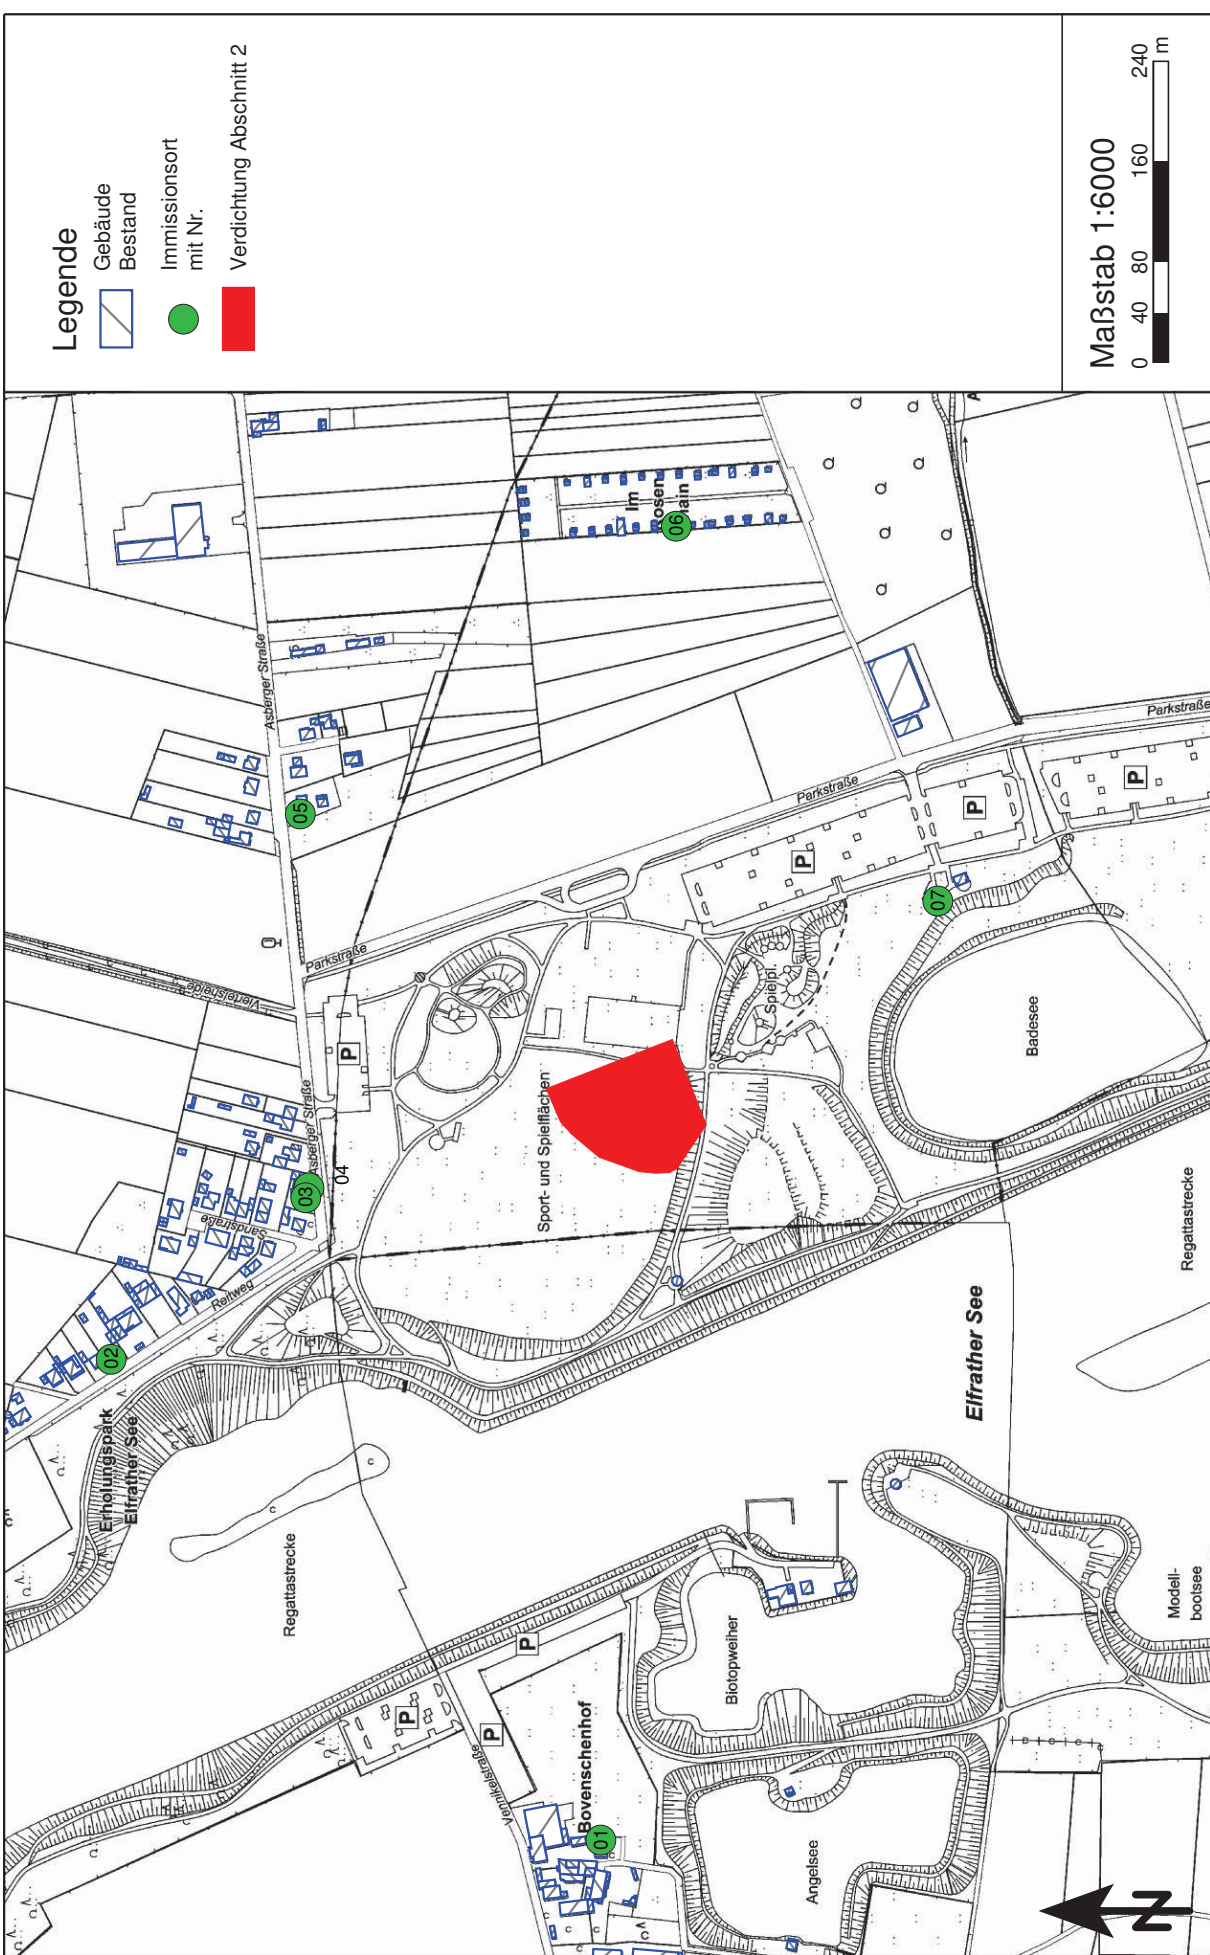 Legende
Gebäude
Bestand
Immissionsort
mit Nr.
Verdichtung Abschnitt 2
Maßstab 1:6000
0 40 80 160 240
m
Erholungspark
Elfrather See
Regattastrecke
Reitweg
Sandstraße
Asberger Straße
Viertelsheide
Asberger Straße
Parkstraße
02
03
04
05
P
Sport- und Spielflächen
Im
06
Spielpl.
P
Parkstraße
P
P
Parkstraße
07
Badesee
Regattastrecke
Elfrather See
P
P
P
Vennikelstraße
Bovenschenhof
01
Biotopweiher
Angelsee
Modell-
bootsee
N